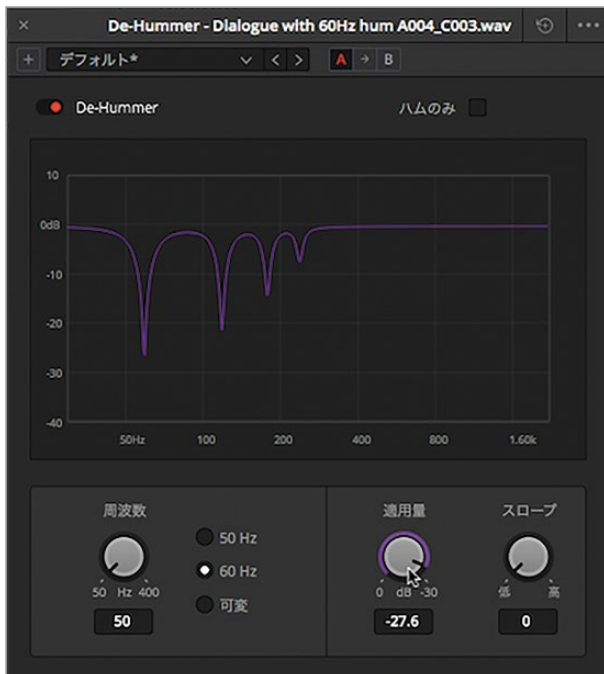 De-Hummer - Dialogue with 60Hz hum A004_C003.wav
デフォルト*
A
B
De-Hummer
ハムのみ
10
0dB
-10
-20
-30
-40
50Hz 100 200 400 800 1.60k
周波数
50 Hz 400
50
50 Hz
60 Hz
可変
適用量
0 dB -30
-27.6
スロープ
低 高
0